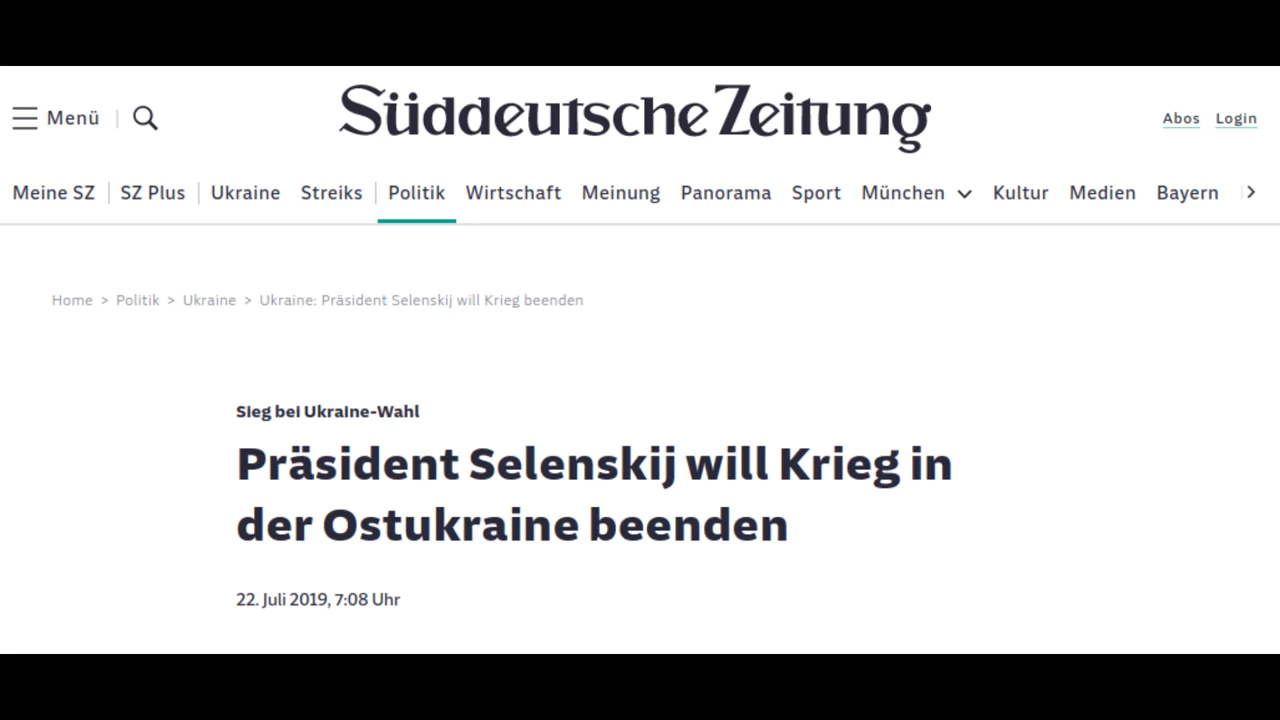 Menü
Süddeutsche Zeitung
Abos Login
Meine SZ SZ Plus Ukraine Streiks Politik Wirtschaft Meinung Panorama Sport München Kultur Medien Bayern
Home > Politik > Ukraine > Ukraine: Präsident Selenskij will Krieg beenden
Sieg bei Ukraine-Wahl
Präsident Selenskij will Krieg in
der Ostukraine beenden
22. Juli 2019, 7:08 Uhr